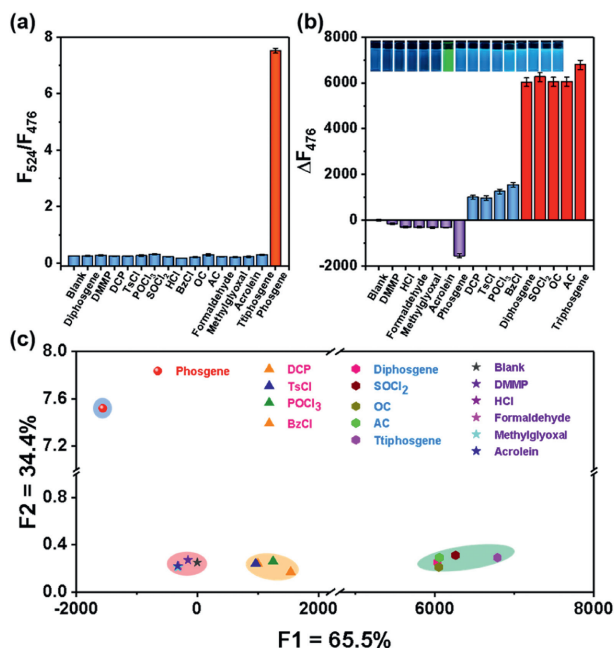 (a)
F524/F476
8
6
4
2
0
Blank
Diphosgene
DMMP
DCP
TsCl
POCl3
SOCl2
HCl
BzCl
OC
AC
Formaldehyde
Methylglyoxal
Acrolein
Ttiphosgene
Phosgene
(b)
ΔF476
8000
6000
4000
2000
0
-2000
Blank
DMMP
HCl
Formaldehyde
Methylglyoxal
Acrolein
Phosgene
DCP
TsCl
POCl3
BzCl
Diphosgene
SOCl2
OC
AC
Triphosgene
(c)
F2 = 34.4%
8.0
7.6
7.2
0.8
0.4
0.0
Phosgene
DCP
TsCl
POCl3
BzCl
Diphosgene
SOCl2
OC
AC
Ttiphosgene
Blank
DMMP
HCl
Formaldehyde
Methylglyoxal
Acrolein
-2000 0 2000 6000 8000
F1 = 65.5%